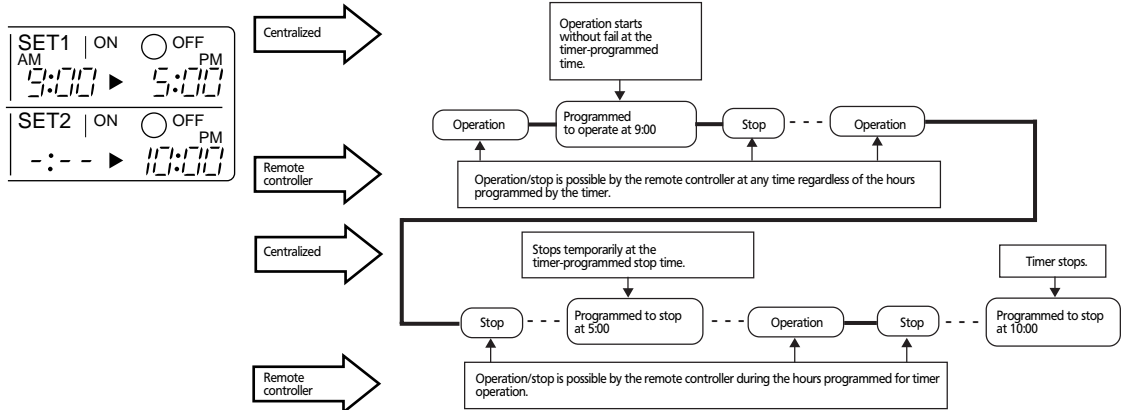 SET1 ON OFF
AM PM
9:00 5:00
SET2 ON OFF
PM
-:-- 10:00
Centralized
Operation starts
without fail at the
timer-programmed
time.
Operation
Programmed
to operate at 9:00
Stop
Operation
Remote
controller
Operation/stop is possible by the remote controller at any time regardless of the hours
programmed by the timer.
Centralized
Stops temporarily at the
timer-programmed stop time.
Timer stops.
Stop
Programmed to stop
at 5:00
Operation
Stop
Programmed to stop
at 10:00
Remote
controller
Operation/stop is possible by the remote controller during the hours programmed for timer
operation.